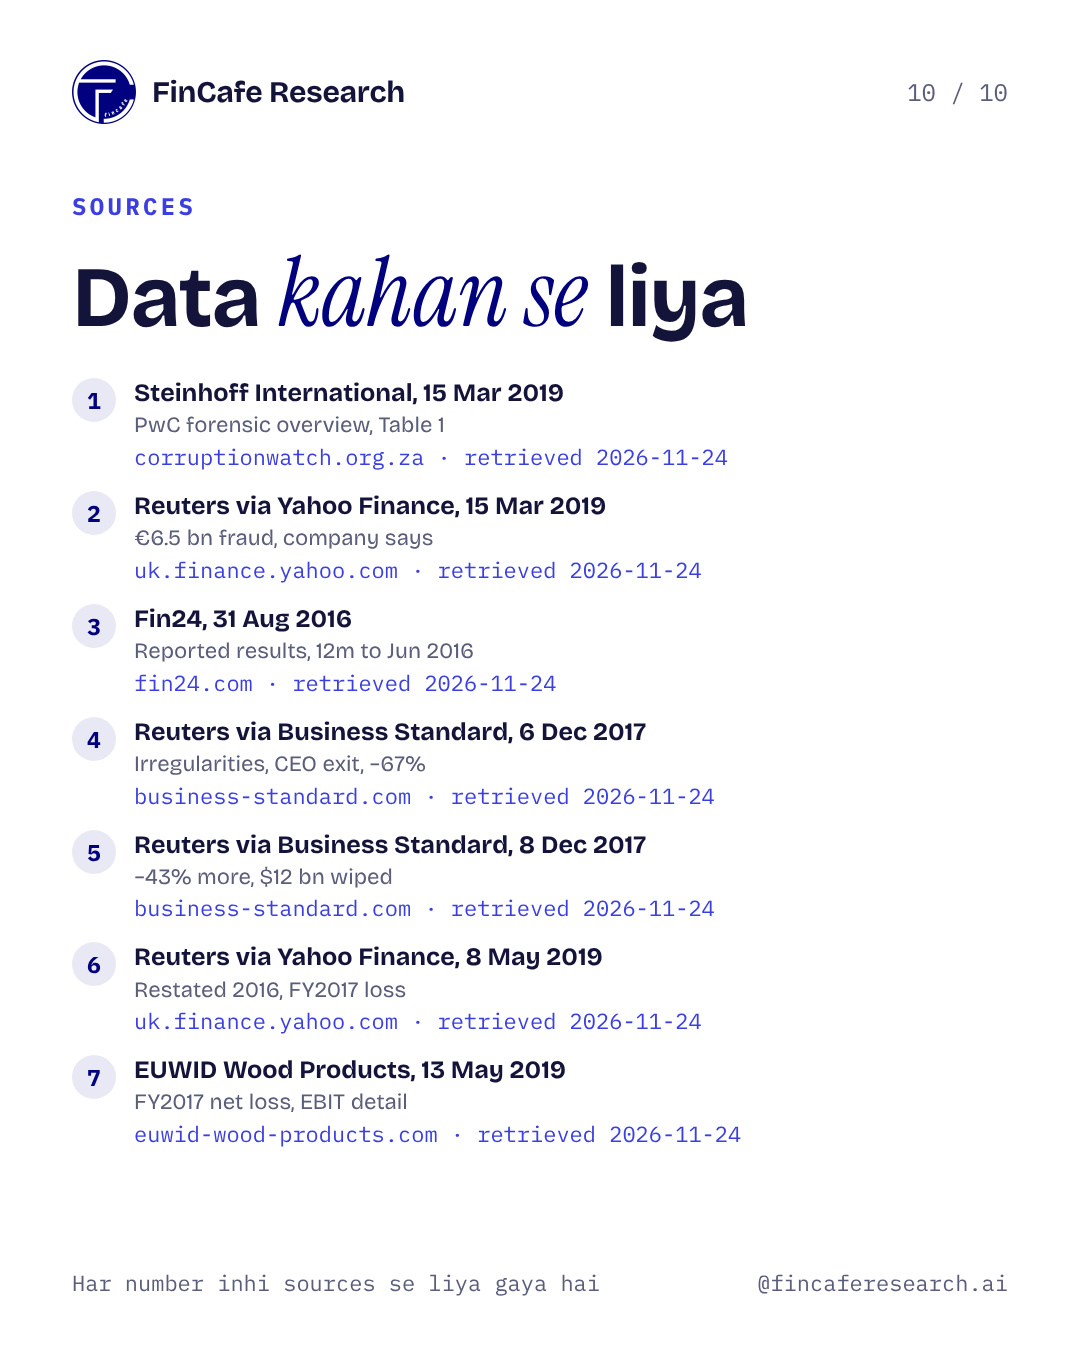 fincafe
FinCafe Research
10 / 10
SOURCES
Data kahan se liya
1
Steinhoff International, 15 Mar 2019
PwC forensic overview, Table 1
corruptionwatch.org.za · retrieved 2026-11-24
2
Reuters via Yahoo Finance, 15 Mar 2019
€6.5 bn fraud, company says
uk.finance.yahoo.com · retrieved 2026-11-24
3
Fin24, 31 Aug 2016
Reported results, 12m to Jun 2016
fin24.com · retrieved 2026-11-24
4
Reuters via Business Standard, 6 Dec 2017
Irregularities, CEO exit, −67%
business-standard.com · retrieved 2026-11-24
5
Reuters via Business Standard, 8 Dec 2017
−43% more, $12 bn wiped
business-standard.com · retrieved 2026-11-24
6
Reuters via Yahoo Finance, 8 May 2019
Restated 2016, FY2017 loss
uk.finance.yahoo.com · retrieved 2026-11-24
7
EUWID Wood Products, 13 May 2019
FY2017 net loss, EBIT detail
euwid-wood-products.com · retrieved 2026-11-24
Har number inhi sources se liya gaya hai
@fincaferesearch.ai